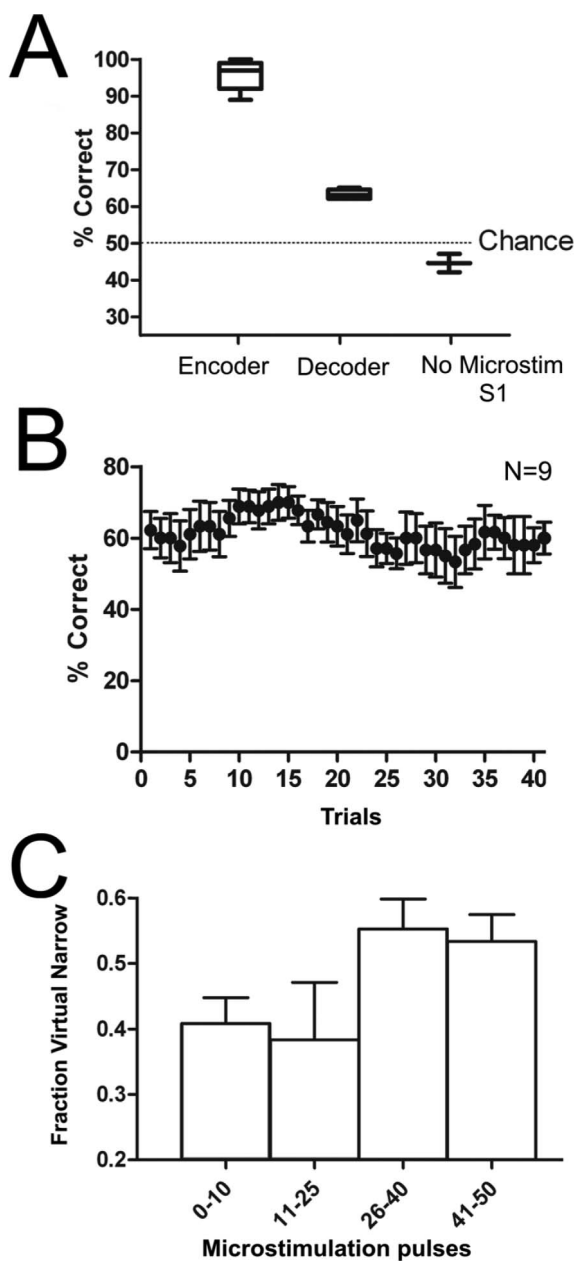 A
100
90
80
70
60
50
40
30
% Correct
Chance
Encoder
Decoder
No Microstim
S1
B
N=9
80
60
40
20
0
% Correct
0
5
10
15
20
25
30
35
40
Trials
C
0.6
0.5
0.4
0.3
0.2
Fraction Virtual Narrow
0-10
11-25
26-40
41-50
Microstimulation pulses